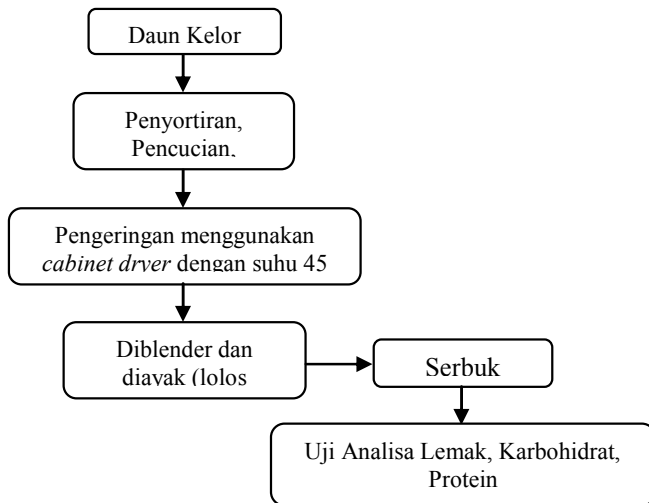 Daun Kelor
Penyortiran,
Pencucian,
Pengeringan menggunakan
cabinet dryer dengan suhu 45
Diblender dan
diayak (lolos
Serbuk
Uji Analisa Lemak, Karbohidrat,
Protein